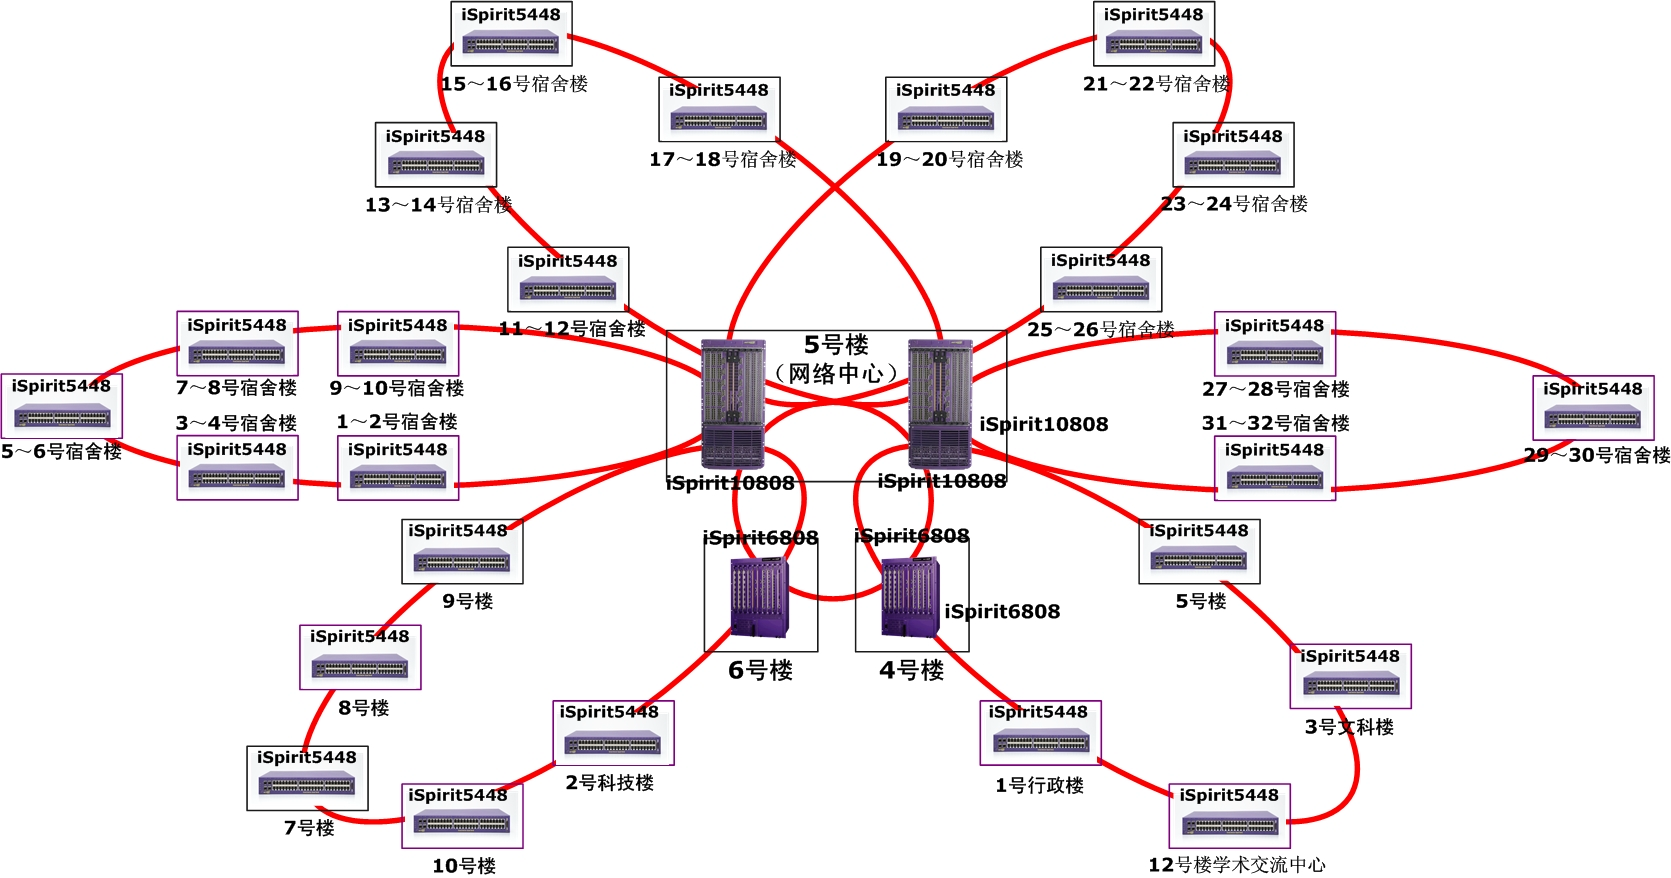 iSpirit5448
15～16号宿舍楼
iSpirit5448
17～18号宿舍楼
iSpirit5448
19～20号宿舍楼
iSpirit5448
21～22号宿舍楼
iSpirit5448
13～14号宿舍楼
iSpirit5448
23～24号宿舍楼
iSpirit5448
11～12号宿舍楼
iSpirit5448
25～26号宿舍楼
iSpirit5448
7～8号宿舍楼
iSpirit5448
9～10号宿舍楼
5号楼
（网络中心）
iSpirit10808
iSpirit10808
iSpirit10808
iSpirit5448
27～28号宿舍楼
iSpirit5448
29～30号宿舍楼
iSpirit5448
5～6号宿舍楼
3～4号宿舍楼
iSpirit5448
1～2号宿舍楼
iSpirit5448
31～32号宿舍楼
iSpirit5448
iSpirit5448
9号楼
iSpirit6808
6号楼
iSpirit6808
iSpirit6808
4号楼
iSpirit5448
5号楼
iSpirit5448
8号楼
iSpirit5448
3号文科楼
iSpirit5448
7号楼
iSpirit5448
10号楼
iSpirit5448
2号科技楼
iSpirit5448
1号行政楼
iSpirit5448
12号楼学术交流中心